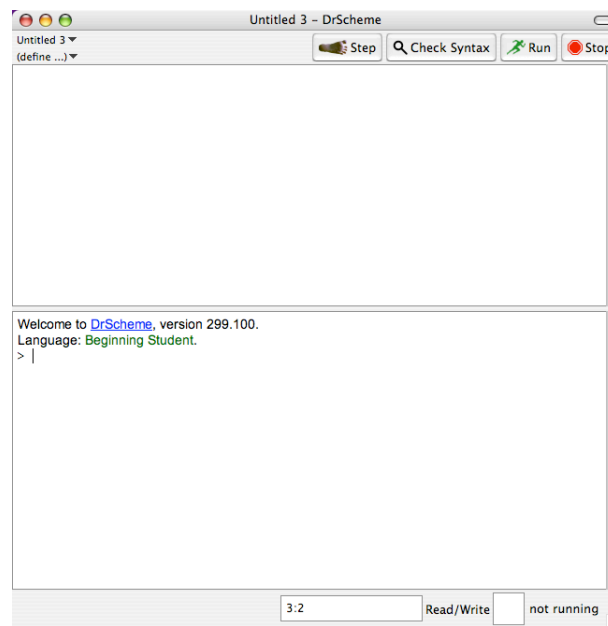 Untitled 3 – DrScheme
Untitled 3
(define ...)
Step
Check Syntax
Run
Stop
Welcome to DrScheme, version 299.100.
Language: Beginning Student.
>
3:2
Read/Write
not running